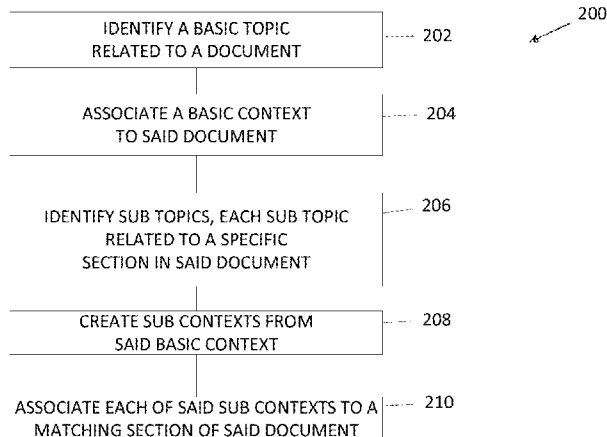 200
IDENTIFY A BASIC TOPIC
RELATED TO A DOCUMENT
202
ASSOCIATE A BASIC CONTEXT
TO SAID DOCUMENT
204
IDENTIFY SUB TOPICS, EACH SUB TOPIC
RELATED TO A SPECIFIC
SECTION IN SAID DOCUMENT
206
CREATE SUB CONTEXTS FROM
SAID BASIC CONTEXT
208
ASSOCIATE EACH OF SAID SUB CONTEXTS TO A
MATCHING SECTION OF SAID DOCUMENT
210